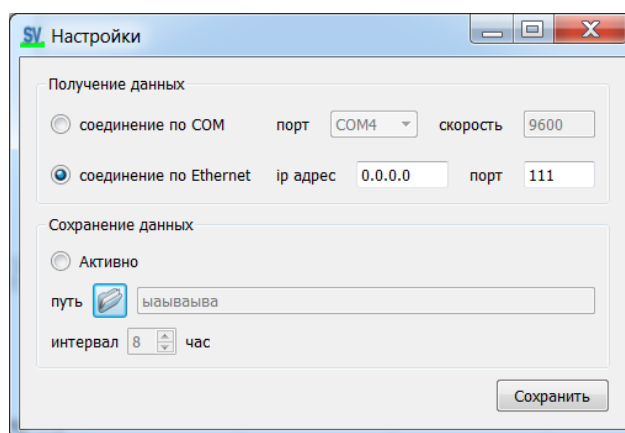 SV Настройки
Получение данных
соединение по COM порт COM4 скорость 9600
соединение по Ethernet ip адрес 0.0.0.0 порт 111
Сохранение данных
Активно
путь ыаываыва
интервал 8 час
Сохранить